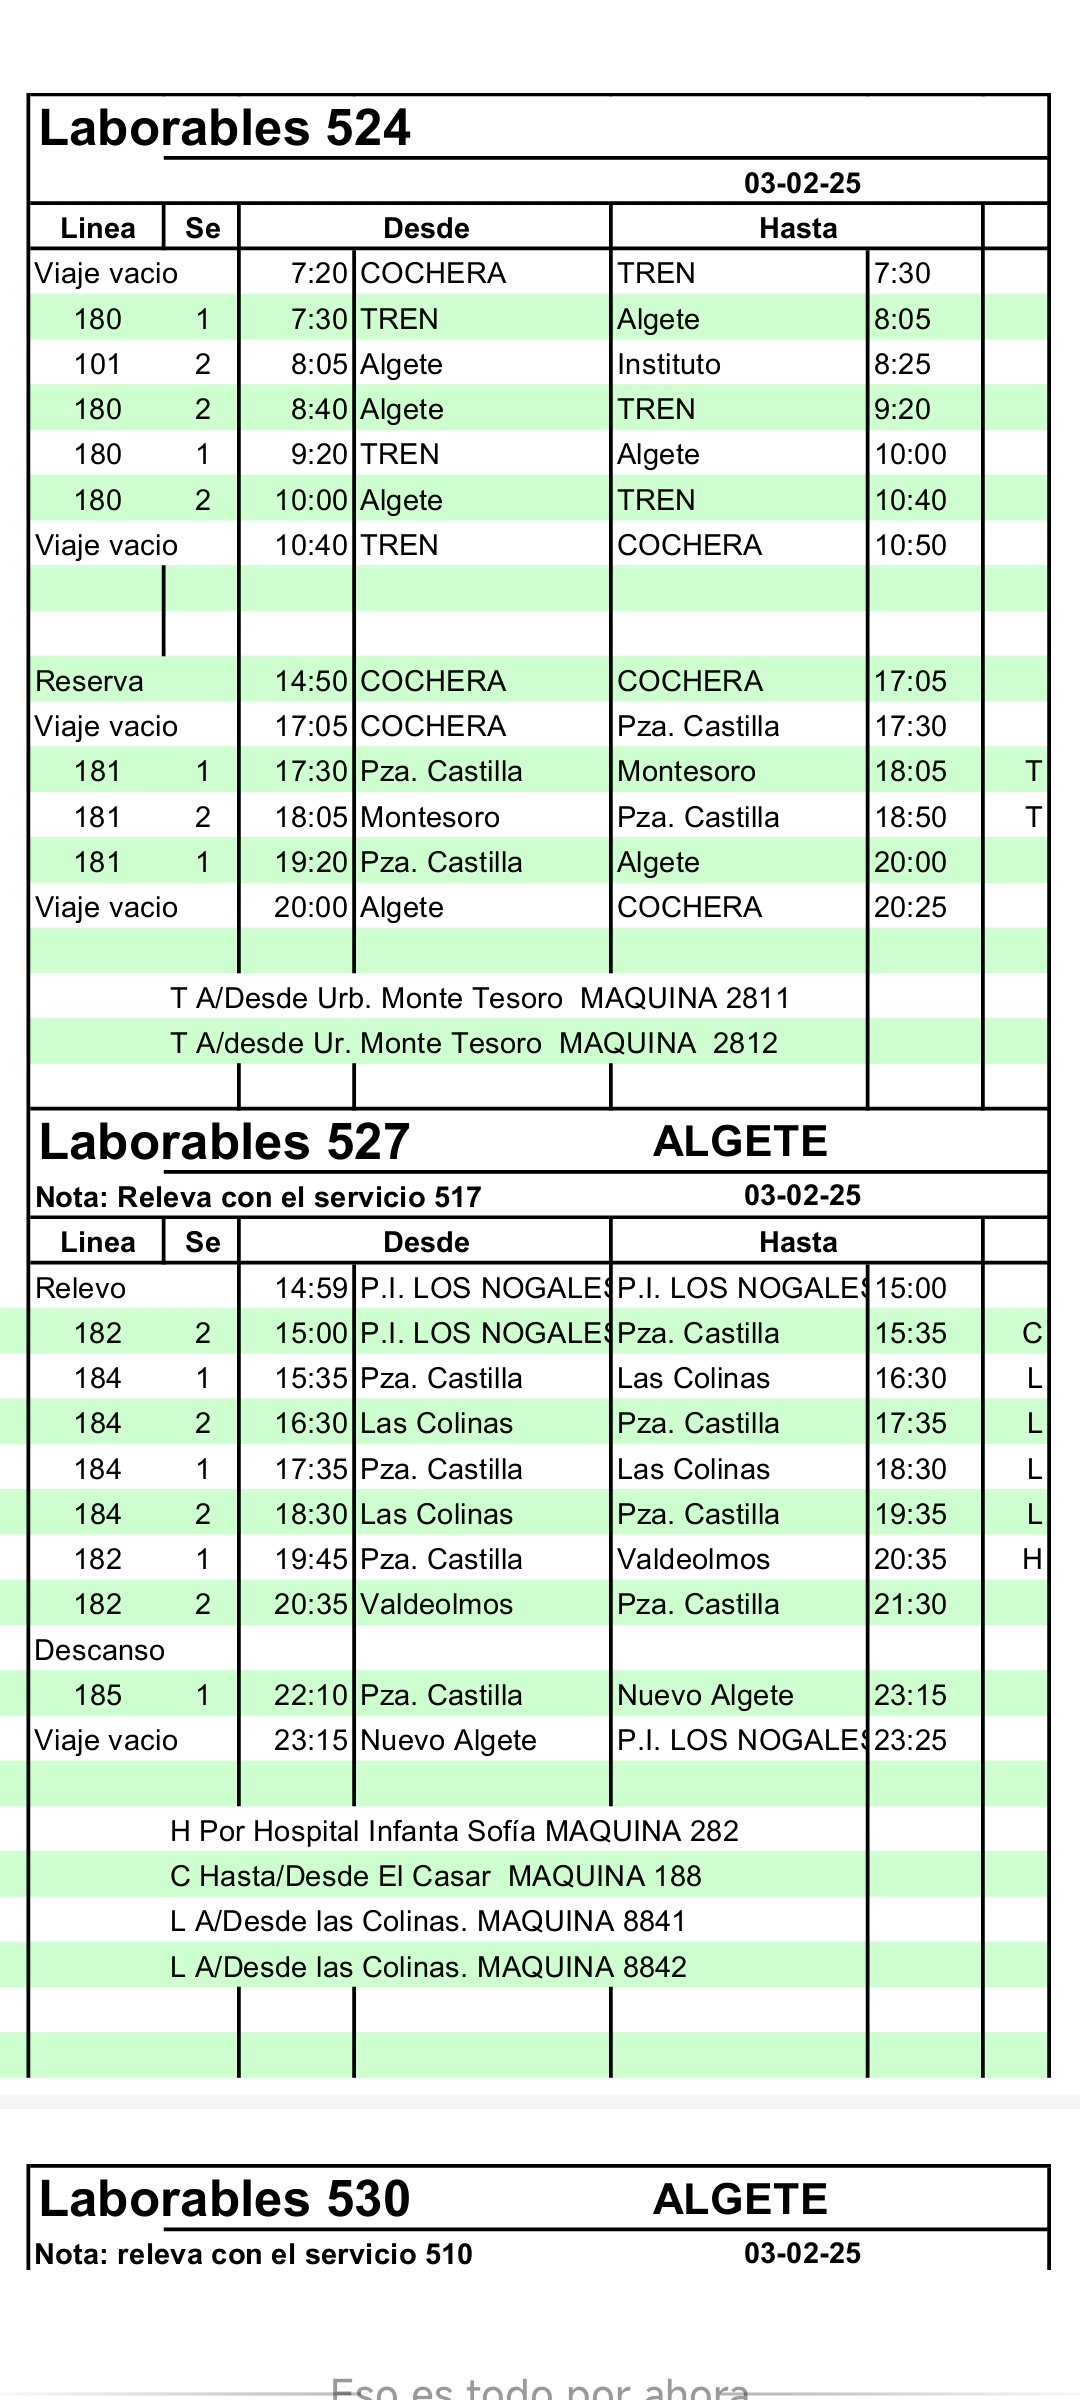 Laborables 524
03-02-25
Linea Se Desde Hasta
Viaje vacio 7:20 COCHERA TREN 7:30
180 1 7:30 TREN Algete 8:05
101 2 8:05 Algete Instituto 8:25
180 2 8:40 Algete TREN 9:20
180 1 9:20 TREN Algete 10:00
180 2 10:00 Algete TREN 10:40
Viaje vacio 10:40 TREN COCHERA 10:50
Reserva 14:50 COCHERA COCHERA 17:05
Viaje vacio 17:05 COCHERA Pza. Castilla 17:30
181 1 17:30 Pza. Castilla Montesoro 18:05 T
181 2 18:05 Montesoro Pza. Castilla 18:50 T
181 1 19:20 Pza. Castilla Algete 20:00
Viaje vacio 20:00 Algete COCHERA 20:25
T A/Desde Urb. Monte Tesoro MAQUINA 2811
T A/desde Ur. Monte Tesoro MAQUINA 2812
Laborables 527 ALGETE
Nota: Releva con el servicio 517 03-02-25
Linea Se Desde Hasta
Relevo 14:59 P.I. LOS NOGALES P.I. LOS NOGALES 15:00
182 2 15:00 P.I. LOS NOGALES Pza. Castilla 15:35 C
184 1 15:35 Pza. Castilla Las Colinas 16:30 L
184 2 16:30 Las Colinas Pza. Castilla 17:35 L
184 1 17:35 Pza. Castilla Las Colinas 18:30 L
184 2 18:30 Las Colinas Pza. Castilla 19:35 L
182 1 19:45 Pza. Castilla Valdeolmos 20:35 H
182 2 20:35 Valdeolmos Pza. Castilla 21:30
Descanso
185 1 22:10 Pza. Castilla Nuevo Algete 23:15
Viaje vacio 23:15 Nuevo Algete P.I. LOS NOGALES 23:25
H Por Hospital Infanta Sofía MAQUINA 282
C Hasta/Desde El Casar MAQUINA 188
L A/Desde las Colinas. MAQUINA 8841
L A/Desde las Colinas. MAQUINA 8842
Laborables 530 ALGETE
Nota: releva con el servicio 510 03-02-25
Eso es todo por ahora